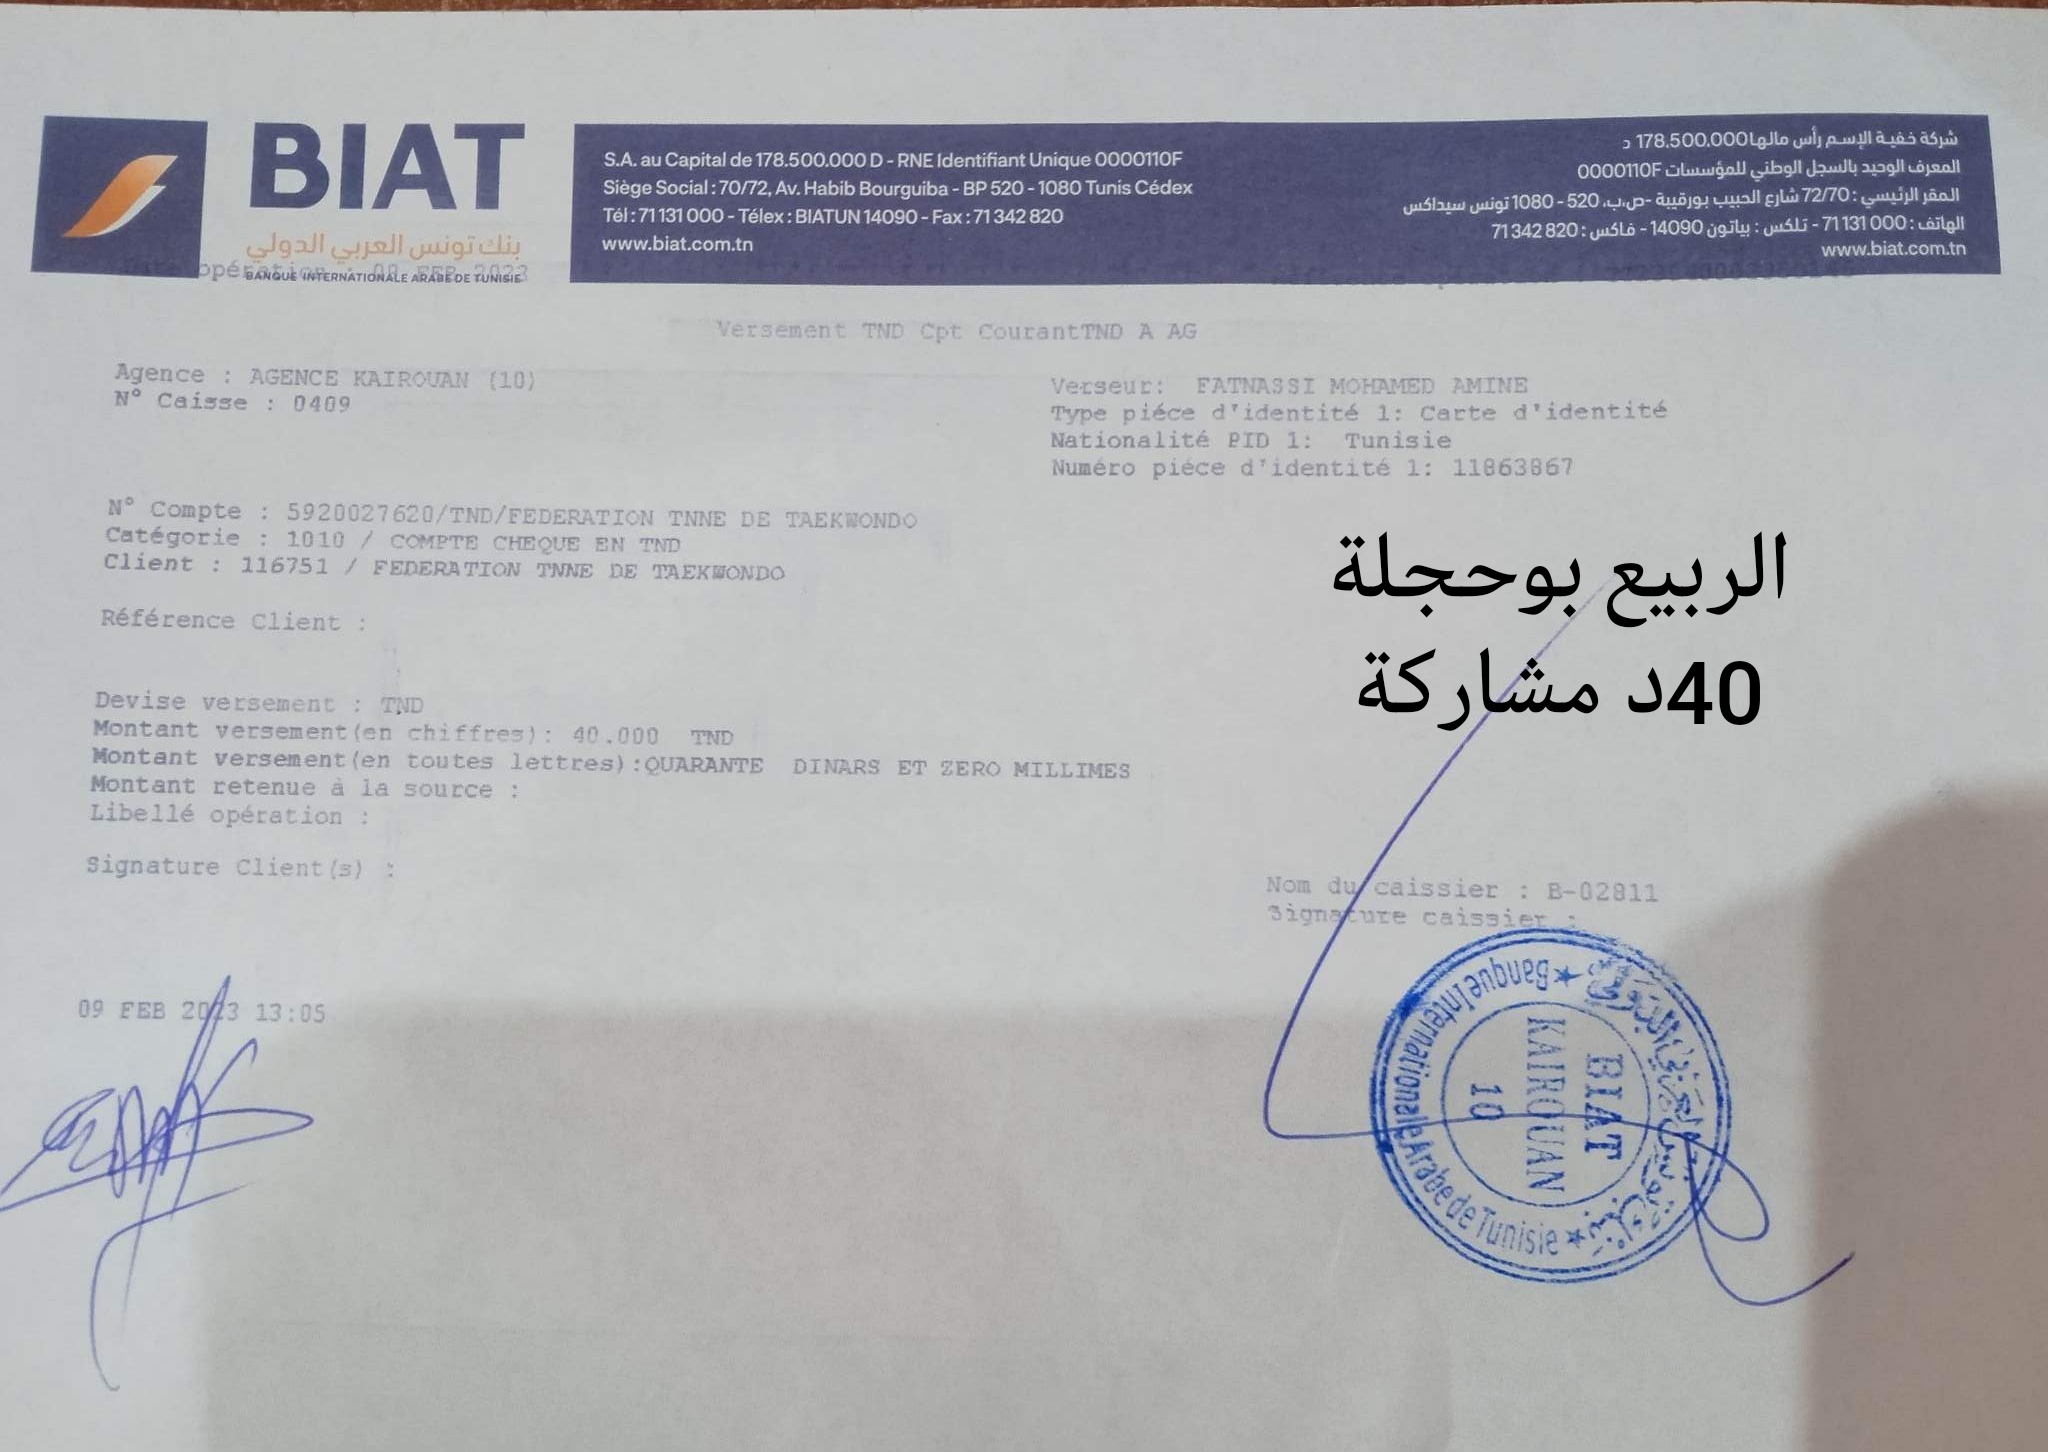 BIAT
بنك تونس العربي الدولي
BANQUE INTERNATIONALE ARABE DE TUNISIE
S.A. au Capital de 178.500.000 D - RNE Identifiant Unique 0000110F
Siège Social : 70/72, Av. Habib Bourguiba - BP 520 - 1080 Tunis Cédex
Tél : 71 131 000 - Télex : BIATUN 14090 - Fax : 71 342 820
www.biat.com.tn
شركة خفية الإسم رأس مالها 178.500.000 د
المعرف الوحيد بالسجل الوطني للمؤسسات 0000110F
المقر الرئيسي : 72/70 شارع الحبيب بورقيبة -ص.ب، 520 - 1080 تونس سيداكس
الهاتف : 71 131 000 - تلكس : بياتون 14090 - فاكس : 71 342 820
www.biat.com.tn
opération : 09 FEB 2023
Versement TND Cpt CourantTND A AG
Agence : AGENCE KAIROUAN (10)
N° Caisse : 0409
Verseur: FATNASSI MOHAMED AMINE
Type piéce d'identité 1: Carte d'identité
Nationalité PID 1: Tunisie
Numéro piéce d'identité 1: 11863867
N° Compte : 5920027620/TND/FEDERATION TNNE DE TAEKWONDO
Catégorie : 1010 / COMPTE CHEQUE EN TND
Client : 116751 / FEDERATION TNNE DE TAEKWONDO
الربيع بوحجلة
40د مشاركة
Référence Client :
Devise versement : TND
Montant versement(en chiffres): 40.000 TND
Montant versement(en toutes lettres):QUARANTE DINARS ET ZERO MILLIMES
Montant retenue à la source :
Libellé opération :
Signature Client(s) :
Nom du caissier : B-02811
Signature caissier :
09 FEB 2023 13:05
Banque Internationale Arabe de Tunisie
BIAT
KAIROUAN
10